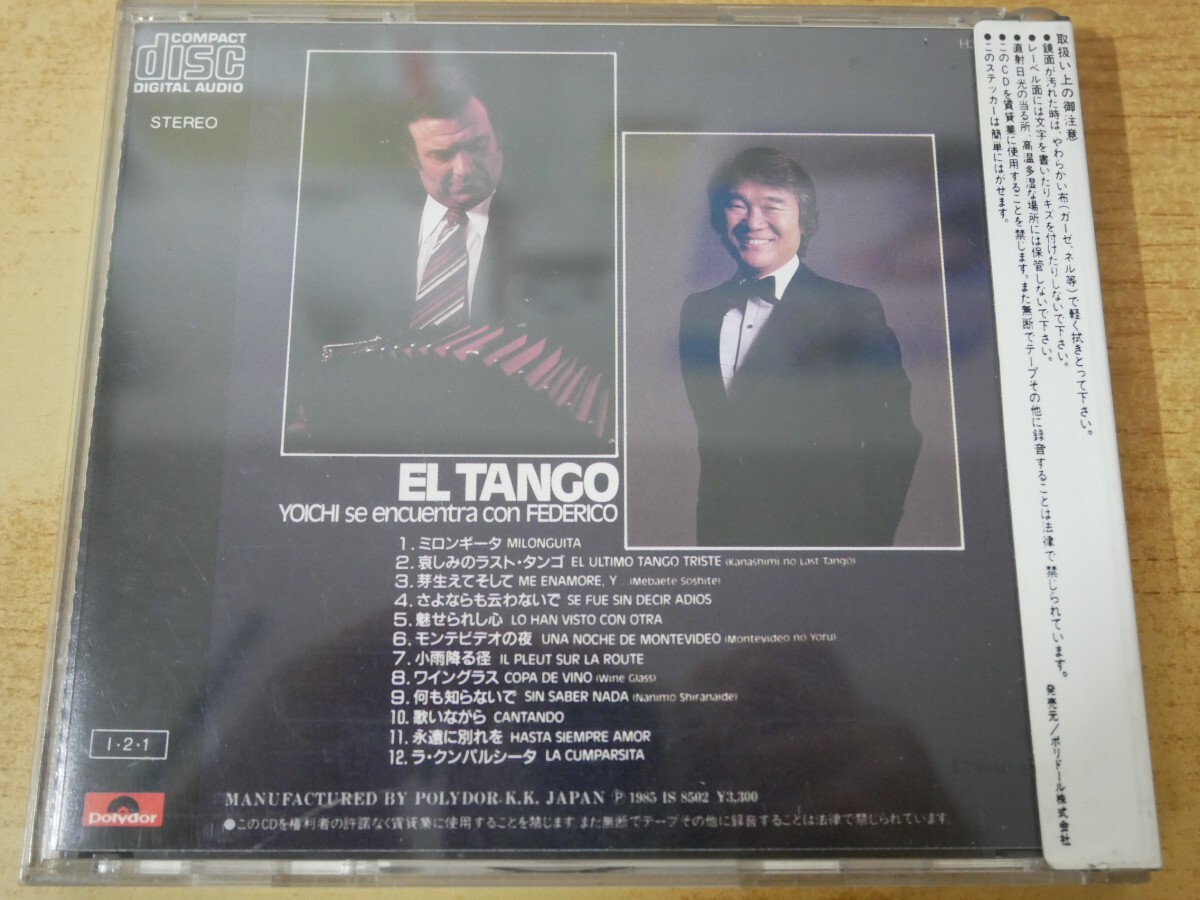 COMPACT
disc
DIGITAL AUDIO
STEREO
EL TANGO
YOICHI se encuentra con FEDERICO
1. ミロンギータ MILONGUITA
2. 哀しみのラスト・タンゴ EL ULTIMO TANGO TRISTE (Kanashimi no Last Tango)
3. 芽生えてそして ME ENAMORE, Y ... (Mebaete Soshite)
4. さよならも云わないで SE FUE SIN DECIR ADIOS
5. 魅せられし心 LO HAN VISTO CON OTRA
6. モンテビデオの夜 UNA NOCHE DE MONTEVIDEO (Montevideo no Yoru)
7. 小雨降る径 IL PLEUT SUR LA ROUTE
8. ワイングラス COPA DE VINO (Wine Glass)
9. 何も知らないで SIN SABER NADA (Nanimo Shiranaide)
10. 歌いながら CANTANDO
11. 永遠に別れを HASTA SIEMPRE AMOR
12. ラ・クンパルシータ LA CUMPARSITA
1・2・1
polydor
MANUFACTURED BY POLYDOR K.K. JAPAN Ⓟ 1985 IS 8502 ¥3,300
●このCDを権利者の許諾なく賃貸業に使用することを禁じます。また無断でテープその他に録音することは法律で禁じられています。
取扱い上の御注意
●鏡面が汚れた時は、やわらかい布(ガーゼ、ネル等)で軽く拭きとって下さい。
●レーベル面には文字を書いたりキズを付けたりしないで下さい。
●直射日光の当る所、高温多湿な場所には保管しないで下さい。
●このCDを賃貸業に使用することを禁じます。また無断でテープその他に録音することは法律で禁じられています。
●このステッカーは簡単にはがせます。
発売元/ポリドール株式会社